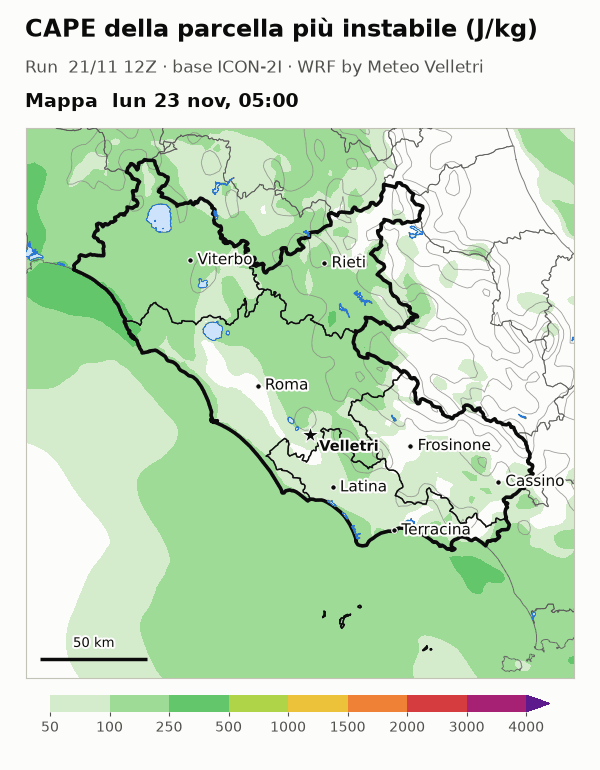 CAPE della parcella più instabile (J/kg)
Run  21/11 12Z · base ICON-2I · WRF by Meteo Velletri
Mappa  lun 23 nov, 05:00
Viterbo
Rieti
Roma
Velletri
Frosinone
Cassino
Latina
Terracina
50 km
50 100 250 500 1000 1500 2000 3000 4000